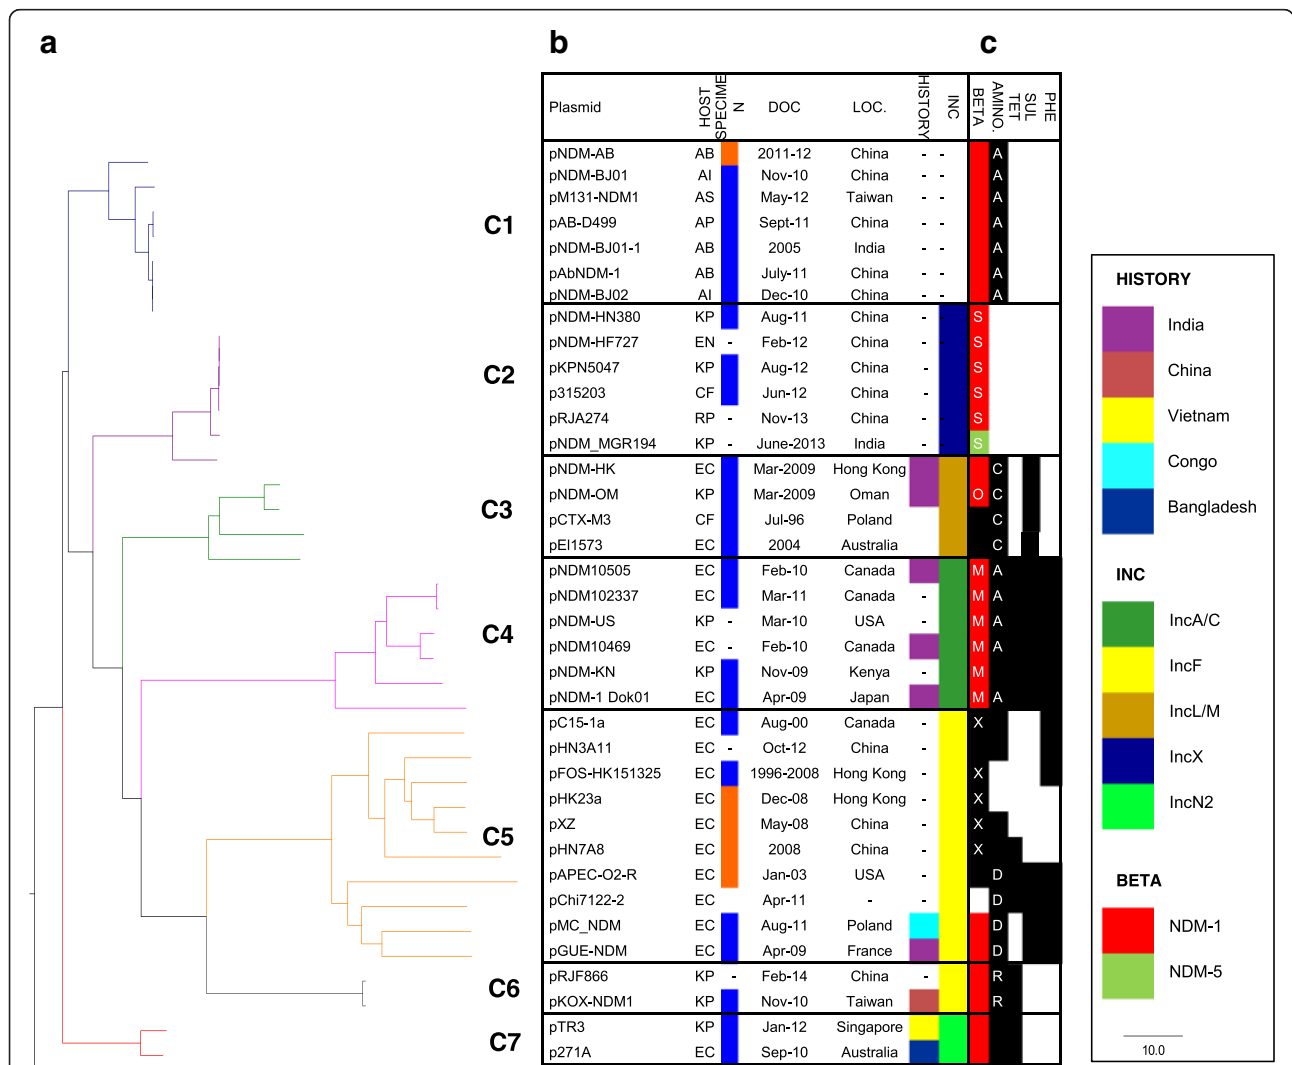 a b c
Plasmid HOST SPECIMEN DOC LOC. HISTORY INC BETA AMINO. TET SUL PHE
C1
pNDM-AB AB 2011-12 China - - A
pNDM-BJ01 AI Nov-10 China - - A
pM131-NDM1 AS May-12 Taiwan - - A
pAB-D499 AP Sept-11 China - - A
pNDM-BJ01-1 AB 2005 India - - A
pAbNDM-1 AB July-11 China - - A
pNDM-BJ02 AI Dec-10 China - - A
C2
pNDM-HN380 KP Aug-11 China - - S
pNDM-HF727 EN - Feb-12 China - - S
pKPN5047 KP Aug-12 China - - S
p315203 CF Jun-12 China - - S
pRJA274 RP - Nov-13 China - - S
pNDM_MGR194 KP - June-2013 India - - S
C3
pNDM-HK EC Mar-2009 Hong Kong C
pNDM-OM KP Mar-2009 Oman O C
pCTX-M3 CF Jul-96 Poland C
pEl1573 EC 2004 Australia C
C4
pNDM10505 EC Feb-10 Canada M A
pNDM102337 EC Mar-11 Canada - M A
pNDM-US KP - Mar-10 USA - M A
pNDM10469 EC - Feb-10 Canada M A
pNDM-KN KP Nov-09 Kenya - M
pNDM-1 Dok01 EC Apr-09 Japan M A
C5
pC15-1a EC Aug-00 Canada - X
pHN3A11 EC - Oct-12 China -
pFOS-HK151325 EC 1996-2008 Hong Kong - X
pHK23a EC Dec-08 Hong Kong - X
pXZ EC May-08 China - X
pHN7A8 EC 2008 China - X
pAPEC-O2-R EC Jan-03 USA - D
pChi7122-2 EC Apr-11 - - D
pMC_NDM EC Aug-11 Poland D
pGUE-NDM EC Apr-09 France D
C6
pRJF866 KP - Feb-14 China - R
pKOX-NDM1 KP Nov-10 Taiwan R
C7
pTR3 KP Jan-12 Singapore
p271A EC Sep-10 Australia
HISTORY
India
China
Vietnam
Congo
Bangladesh
INC
IncA/C
IncF
IncL/M
IncX
IncN2
BETA
NDM-1
NDM-5
10.0